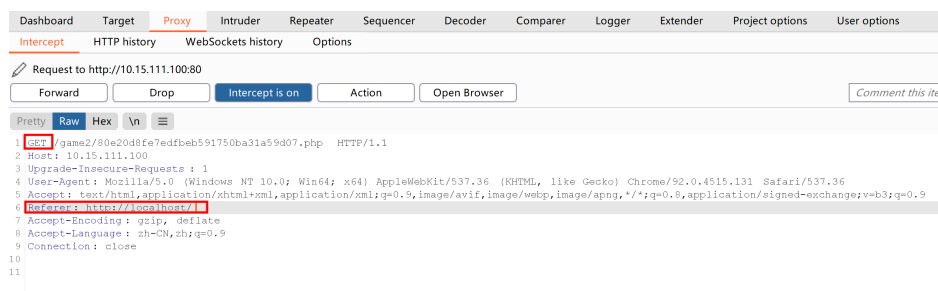 Dashboard Target Proxy Intruder Repeater Sequencer Decoder Comparer Logger Extender Project options User options
Intercept HTTP history WebSockets history Options
Request to http://10.15.111.100:80
Forward Drop Intercept is on Action Open Browser Comment this ite
Pretty Raw Hex \n
1 GET /game2/80e20d8fe7edfbeb591750ba31a59d07.php HTTP/1.1
2 Host: 10.15.111.100
3 Upgrade-Insecure-Requests : 1
4 User-Agent: Mozilla/5.0 (Windows NT 10.0; Win64; x64) AppleWebKit/537.36 (KHTML, like Gecko) Chrome/92.0.4515.131 Safari/537.36
5 Accept: text/html,application/xhtml+xml,application/xml;q=0.9,image/avif,image/webp,image/apng,*/*;q=0.8,application/signed-exchange;v=b3;q=0.9
6 Referer: http://localhost/
7 Accept-Encoding : gzip, deflate
8 Accept-Language : zh-CN,zh;q=0.9
9 Connection : close
10
11